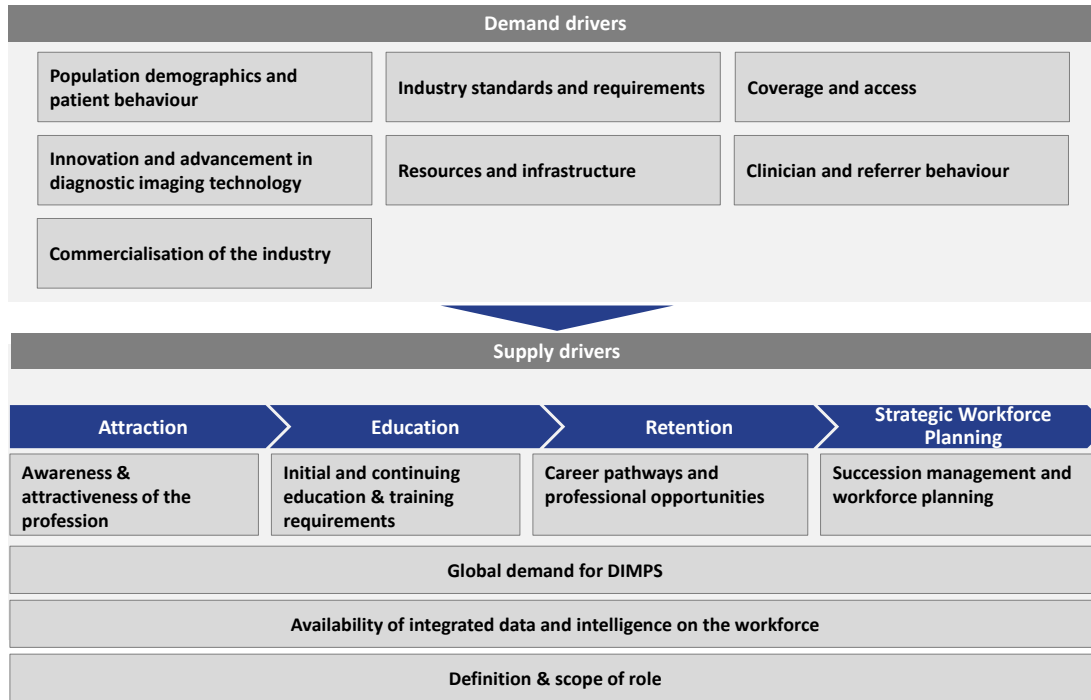 Demand drivers
Population demographics and
patient behaviour
Industry standards and requirements
Coverage and access
Innovation and advancement in
diagnostic imaging technology
Resources and infrastructure
Clinician and referrer behaviour
Commercialisation of the industry
Supply drivers
Attraction
Education
Retention
Strategic Workforce
Planning
Awareness &
attractiveness of the
profession
Initial and continuing
education & training
requirements
Career pathways and
professional opportunities
Succession management and
workforce planning
Global demand for DIMPS
Availability of integrated data and intelligence on the workforce
Definition & scope of role